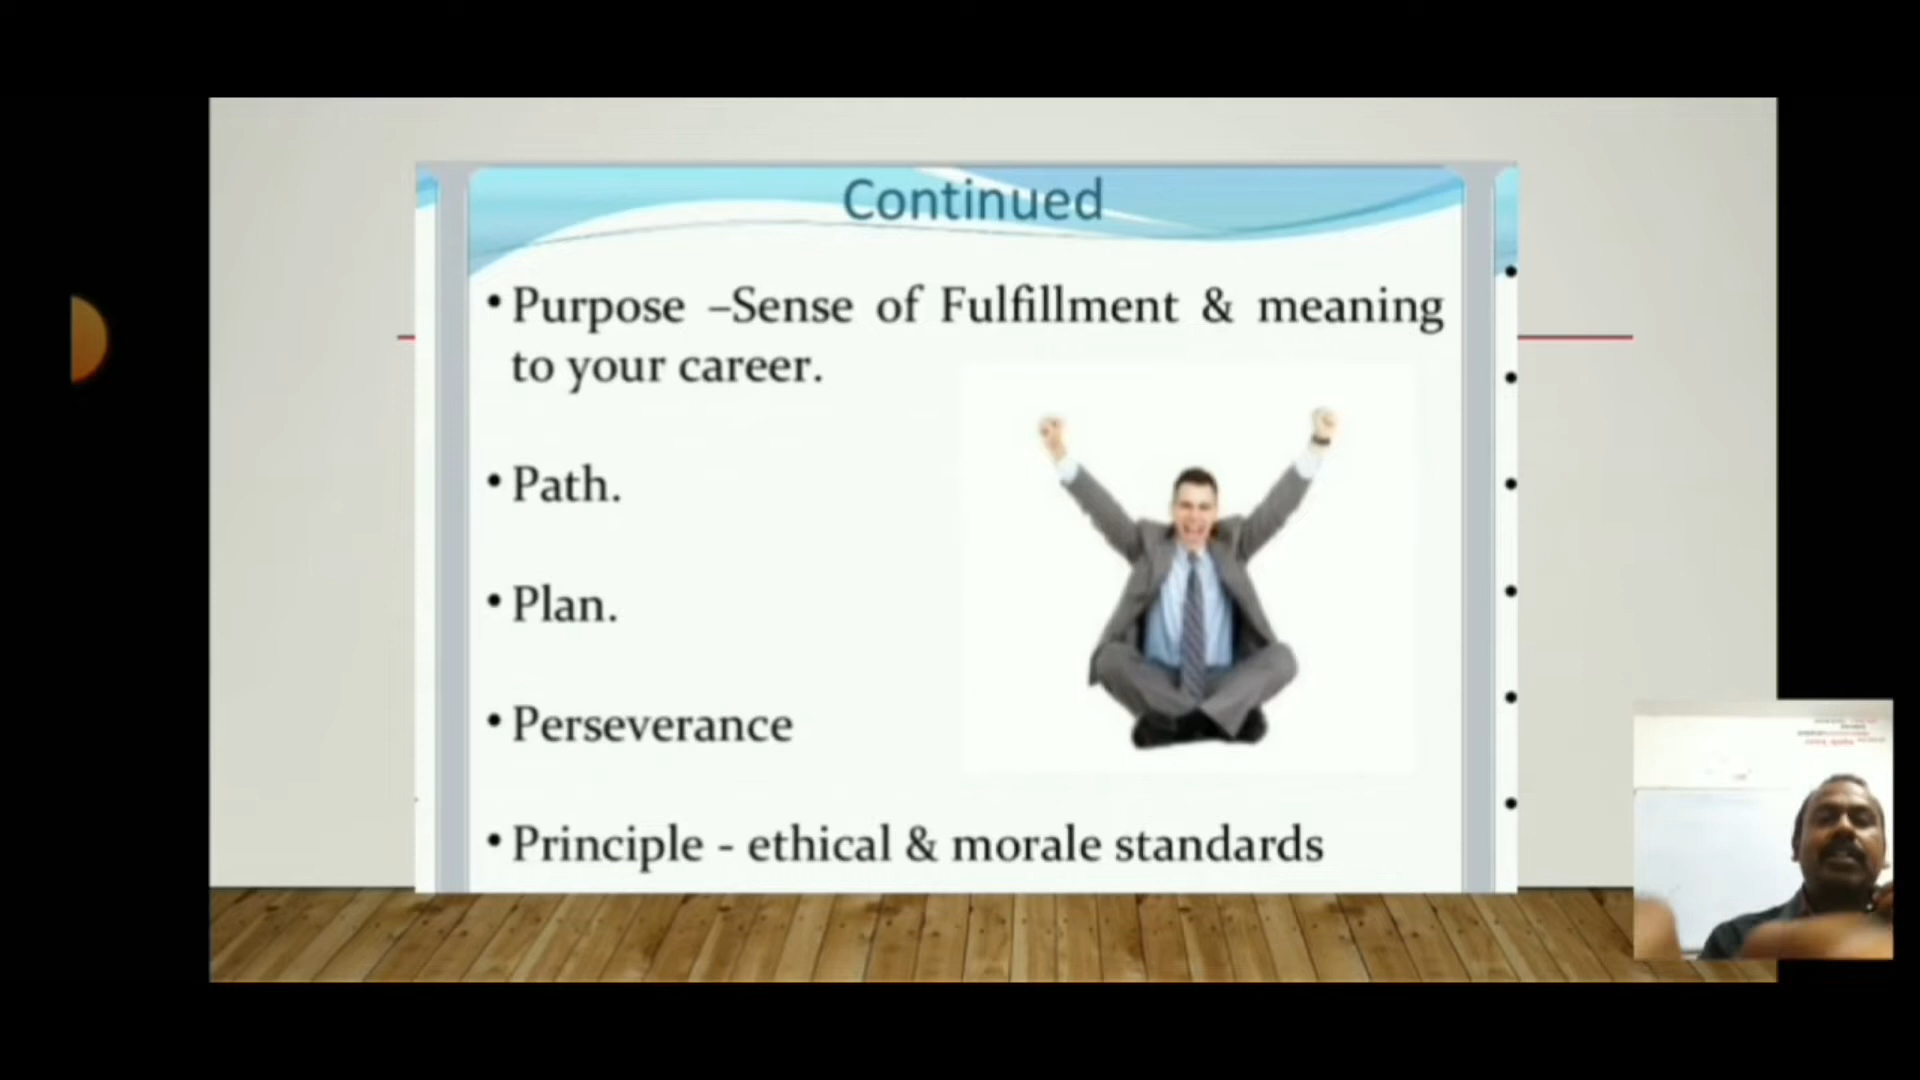 Continued
• Purpose –Sense of Fulfillment & meaning
to your career.
• Path.
• Plan.
• Perseverance
• Principle - ethical & morale standards